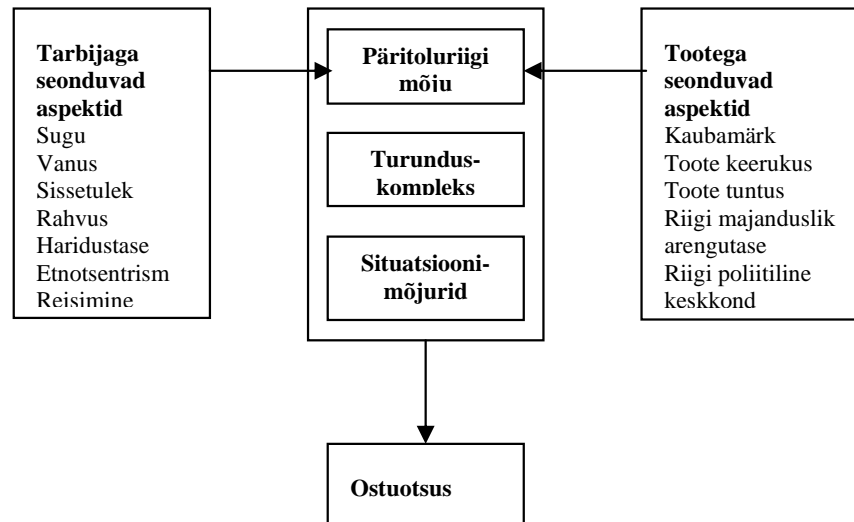 Tarbijaga
seonduvad
aspektid
Sugu
Vanus
Sissetulek
Rahvus
Haridustase
Etnotsentrism
Reisimine
Päritoluriigi
mõju
Turundus-
kompleks
Situatsiooni-
mõjurid
Tootega
seonduvad
aspektid
Kaubamärk
Toote keerukus
Toote tuntus
Riigi majanduslik
arengutase
Riigi poliitiline
keskkond
Ostuotsus